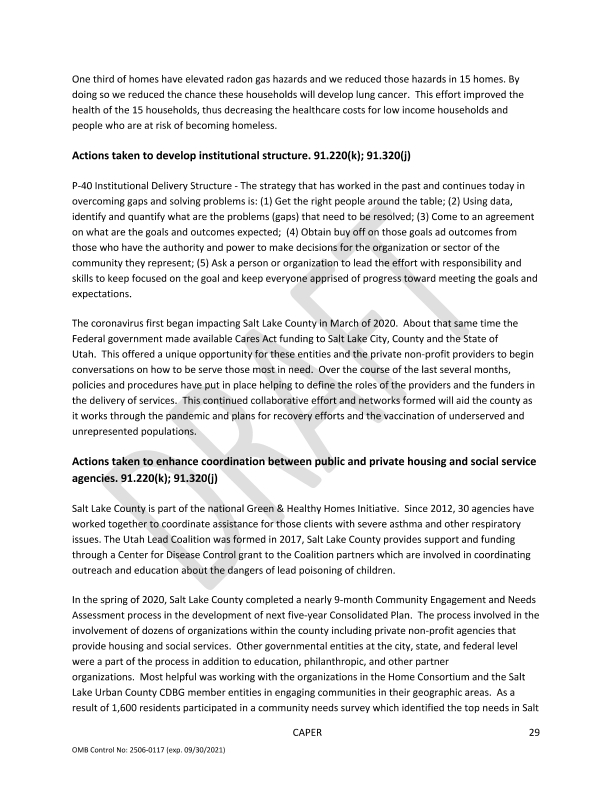 One third of homes have elevated radon gas hazards and we reduced those hazards in 15 homes. By
doing so we reduced the chance these households will develop lung cancer.  This effort improved the
health of the 15 households, thus decreasing the healthcare costs for low income households and
people who are at risk of becoming homeless.
Actions taken to develop institutional structure. 91.220(k); 91.320(j)
P-40 Institutional Delivery Structure - The strategy that has worked in the past and continues today in
overcoming gaps and solving problems is: (1) Get the right people around the table; (2) Using data,
identify and quantify what are the problems (gaps) that need to be resolved; (3) Come to an agreement
on what are the goals and outcomes expected;  (4) Obtain buy off on those goals ad outcomes from
those who have the authority and power to make decisions for the organization or sector of the
community they represent; (5) Ask a person or organization to lead the effort with responsibility and
skills to keep focused on the goal and keep everyone apprised of progress toward meeting the goals and
expectations.
The coronavirus first began impacting Salt Lake County in March of 2020.  About that same time the
Federal government made available Cares Act funding to Salt Lake City, County and the State of
Utah.  This offered a unique opportunity for these entities and the private non-profit providers to begin
conversations on how to be serve those most in need.  Over the course of the last several months,
policies and procedures have put in place helping to define the roles of the providers and the funders in
the delivery of services.  This continued collaborative effort and networks formed will aid the county as
it works through the pandemic and plans for recovery efforts and the vaccination of underserved and
unrepresented populations.
Actions taken to enhance coordination between public and private housing and social service
agencies. 91.220(k); 91.320(j)
Salt Lake County is part of the national Green & Healthy Homes Initiative.  Since 2012, 30 agencies have
worked together to coordinate assistance for those clients with severe asthma and other respiratory
issues. The Utah Lead Coalition was formed in 2017, Salt Lake County provides support and funding
through a Center for Disease Control grant to the Coalition partners which are involved in coordinating
outreach and education about the dangers of lead poisoning of children.
In the spring of 2020, Salt Lake County completed a nearly 9-month Community Engagement and Needs
Assessment process in the development of next five-year Consolidated Plan.  The process involved in the
involvement of dozens of organizations within the county including private non-profit agencies that
provide housing and social services.  Other governmental entities at the city, state, and federal level
were a part of the process in addition to education, philanthropic, and other partner
organizations.  Most helpful was working with the organizations in the Home Consortium and the Salt
Lake Urban County CDBG member entities in engaging communities in their geographic areas.  As a
result of 1,600 residents participated in a community needs survey which identified the top needs in Salt
CAPER 29
OMB Control No: 2506-0117 (exp. 09/30/2021)
DRAFT